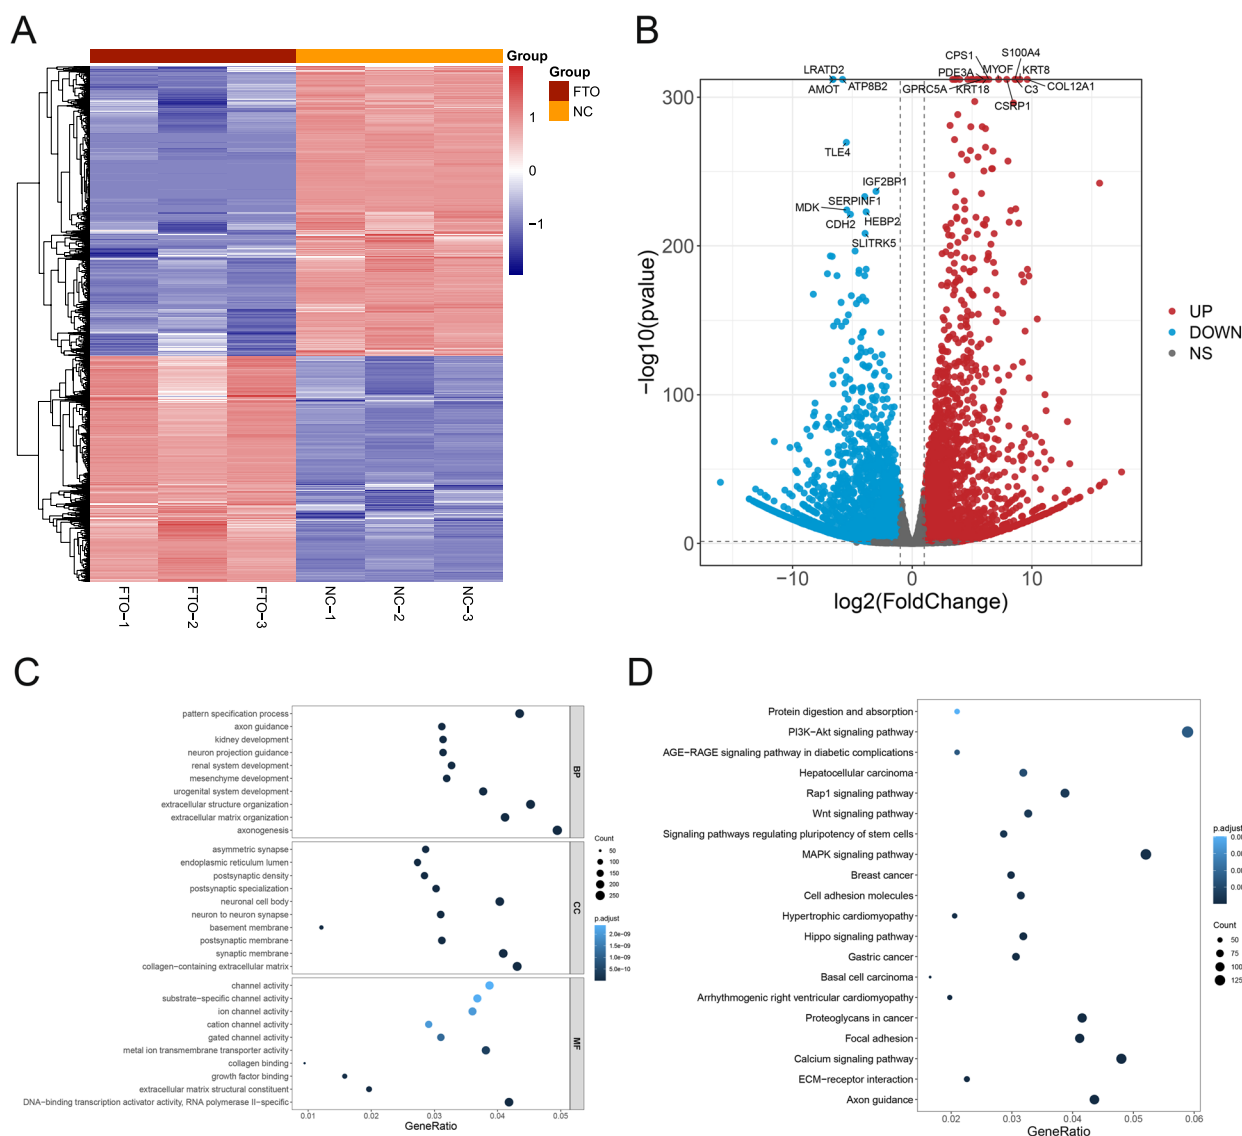 A
Group
Group
FTO
NC
1
0
−1
FTO−1
FTO−2
FTO−3
NC−1
NC−2
NC−3
B
S100A4
CPS1
LRATD2
PDE3A
MYOF
KRT8
AMOT
ATP8B2
GPRC5A
KRT18
C3
COL12A1
CSRP1
TLE4
IGF2BP1
SERPINF1
MDK
CDH2
HEBP2
SLITRK5
300
200
100
0
−log10(pvalue)
−10
0
10
log2(FoldChange)
UP
DOWN
NS
C
pattern specification process
axon guidance
kidney development
neuron projection guidance
renal system development
mesenchyme development
urogenital system development
extracellular structure organization
extracellular matrix organization
axonogenesis
BP
asymmetric synapse
endoplasmic reticulum lumen
postsynaptic density
postsynaptic specialization
neuronal cell body
neuron to neuron synapse
basement membrane
postsynaptic membrane
synaptic membrane
collagen−containing extracellular matrix
CC
channel activity
substrate−specific channel activity
ion channel activity
cation channel activity
gated channel activity
metal ion transmembrane transporter activity
collagen binding
growth factor binding
extracellular matrix structural constituent
DNA−binding transcription activator activity, RNA polymerase II−specific
MF
0.01
0.02
0.03
0.04
0.05
GeneRatio
Count
50
100
150
200
250
p.adjust
2.0e−09
1.5e−09
1.0e−09
5.0e−10
D
Protein digestion and absorption
PI3K−Akt signaling pathway
AGE−RAGE signaling pathway in diabetic complications
Hepatocellular carcinoma
Rap1 signaling pathway
Wnt signaling pathway
Signaling pathways regulating pluripotency of stem cells
MAPK signaling pathway
Breast cancer
Cell adhesion molecules
Hypertrophic cardiomyopathy
Hippo signaling pathway
Gastric cancer
Basal cell carcinoma
Arrhythmogenic right ventricular cardiomyopathy
Proteoglycans in cancer
Focal adhesion
Calcium signaling pathway
ECM−receptor interaction
Axon guidance
0.02
0.03
0.04
0.05
0.06
GeneRatio
p.adjust
0.00
0.00
0.00
Count
50
75
100
125